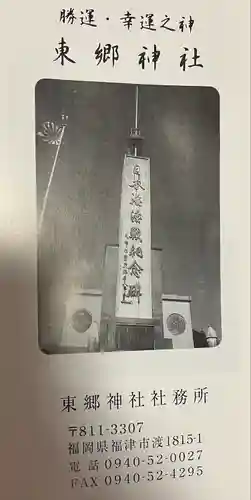 勝運・幸運之神
東郷神社
日本海海戦紀念碑
東郷神社社務所
〒811-3307
福岡県福津市渡1815-1
電話 0940-52-0027
FAX 0940-52-4295